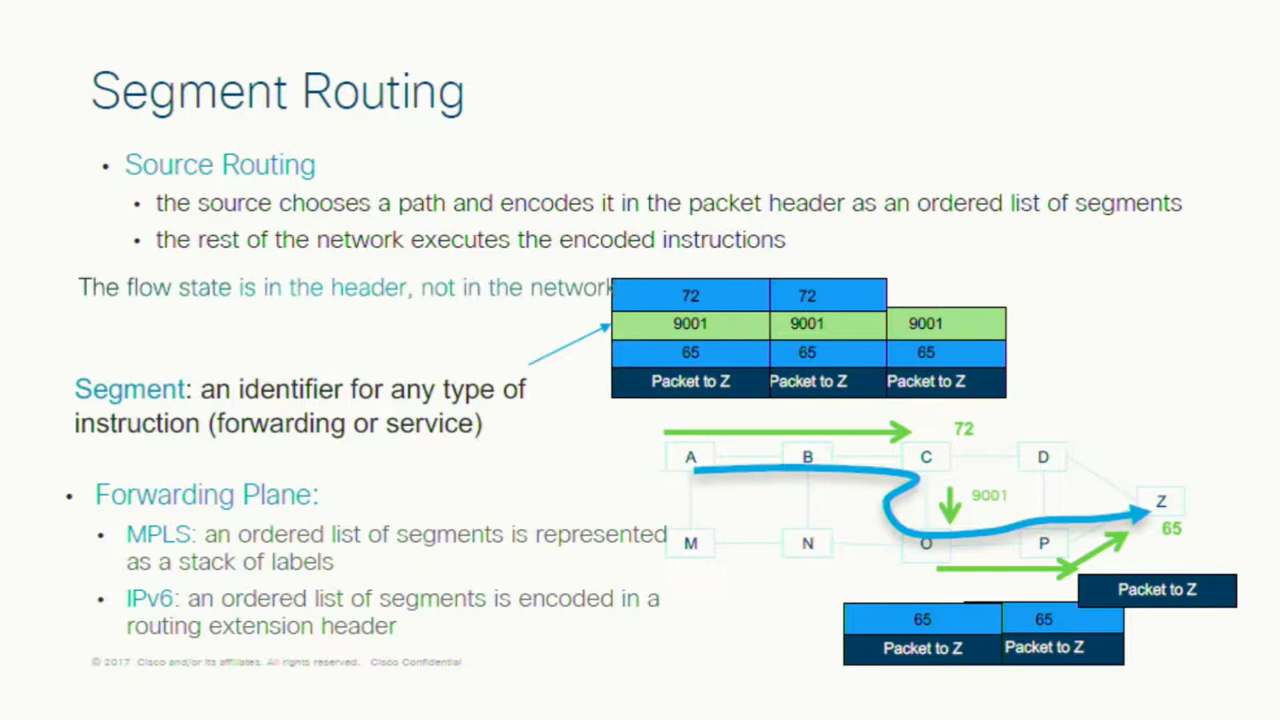 Segment Routing
• Source Routing
• the source chooses a path and encodes it in the packet header as an ordered list of segments
• the rest of the network executes the encoded instructions
The flow state is in the header, not in the network
72 72
9001 9001 9001
65 65 65
Packet to Z Packet to Z Packet to Z
Segment: an identifier for any type of
instruction (forwarding or service)
72
A B C D
9001
Z
65
M N O P
• Forwarding Plane:
• MPLS: an ordered list of segments is represented
as a stack of labels
• IPv6: an ordered list of segments is encoded in a
routing extension header
Packet to Z
65 65
Packet to Z Packet to Z
© 2017 Cisco and/or its affiliates. All rights reserved. Cisco Confidential